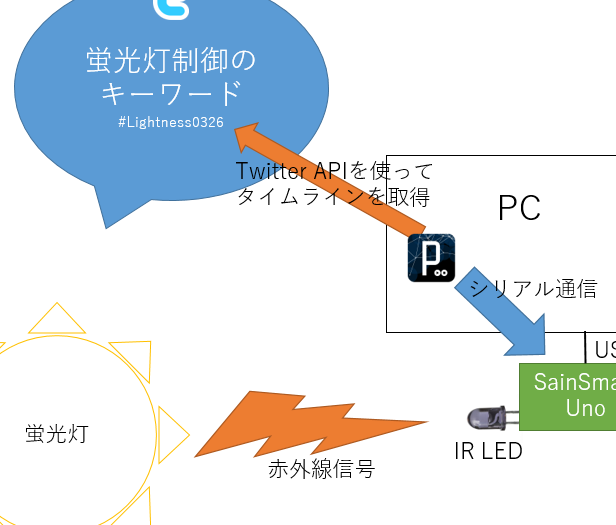 蛍光灯制御の
キーワード
#Lightness0326
Twitter APIを使って
タイムラインを取得
PC
シリアル通信
SainSma
Uno
蛍光灯
IR LED
赤外線信号